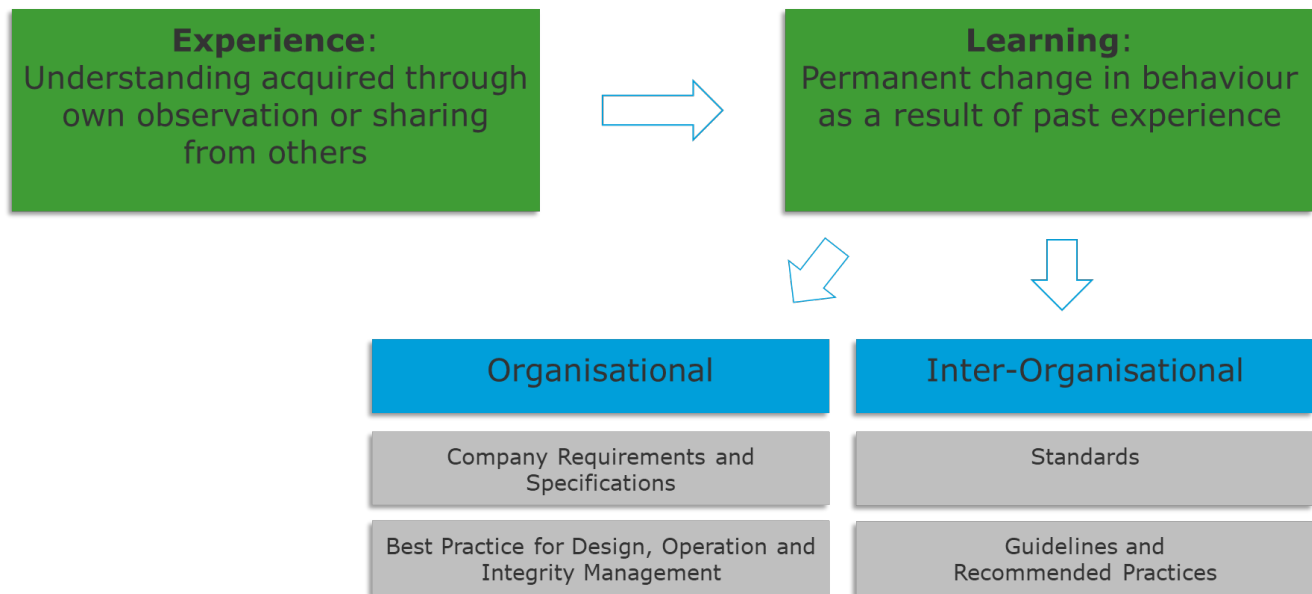 Experience:
Understanding acquired through
own observation or sharing
from others
Learning:
Permanent change in behaviour
as a result of past experience
Organisational
Inter-Organisational
Company Requirements and
Specifications
Standards
Best Practice for Design, Operation and
Integrity Management
Guidelines and
Recommended Practices